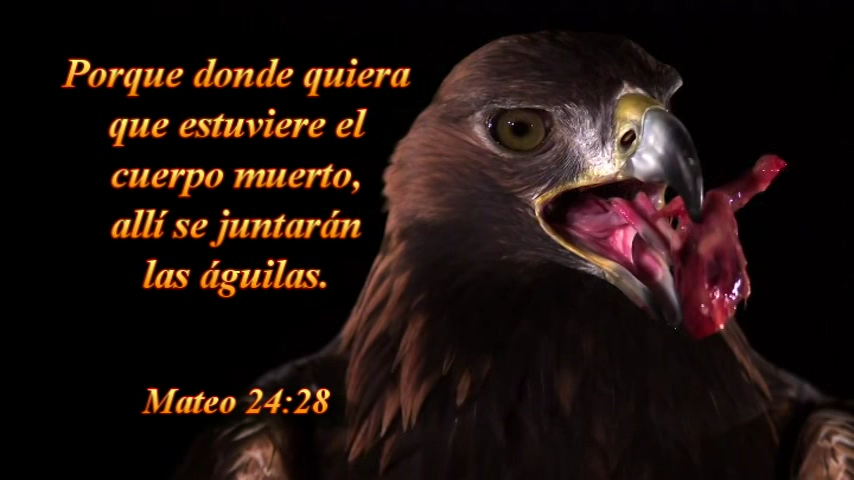 Porque donde quiera
que estuviere el
cuerpo muerto,
allí se juntarán
las águilas.
Mateo 24:28